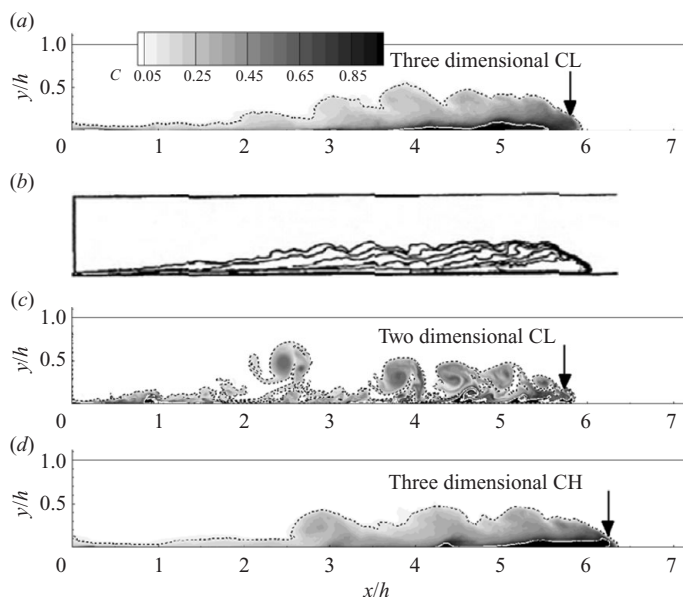 (a)
1.0
y/h
0.5
C 0.05 0.25 0.45 0.65 0.85
Three dimensional CL
0 1 2 3 4 5 6 7
(b)
(c)
1.0
y/h
0.5
Two dimensional CL
0 1 2 3 4 5 6 7
(d)
1.0
y/h
0.5
Three dimensional CH
0 1 2 3 4 5 6 7
x/h